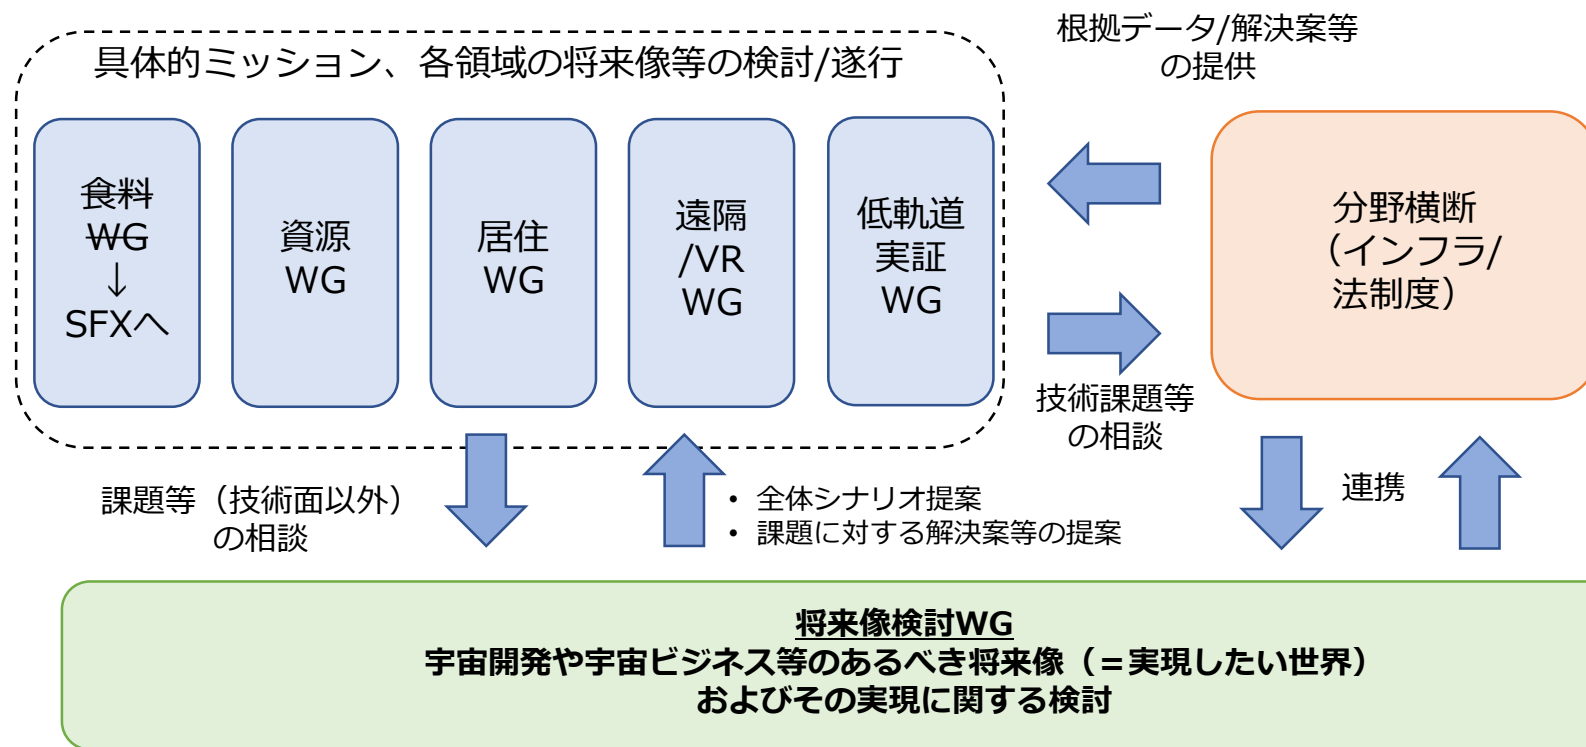 具体的ミッション、各領域の将来像等の検討/遂行
食料
WG
↓
SFXへ
資源
WG
居住
WG
遠隔
/VR
WG
低軌道
実証
WG
根拠データ/解決案等
の提供
分野横断
（インフラ/
法制度）
技術課題等
の相談
課題等（技術面以外）
の相談
• 全体シナリオ提案
• 課題に対する解決案等の提案
連携
将来像検討WG
宇宙開発や宇宙ビジネス等のあるべき将来像（＝実現したい世界）
およびその実現に関する検討